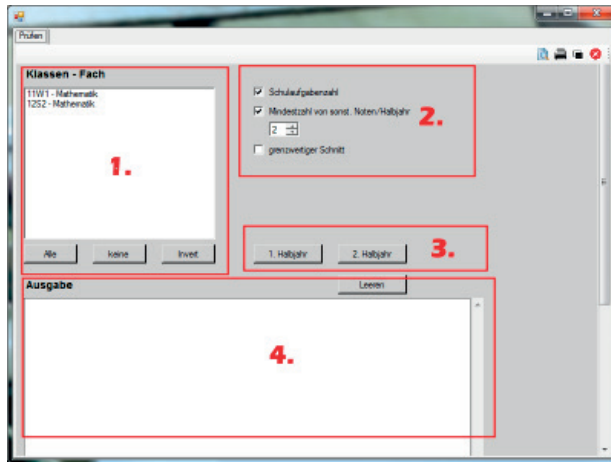 Prüfen
Klassen - Fach
11W1 - Mathematik
12S2 - Mathematik
1.
Alle
keine
Invert
Schulaufgabenzahl
Mindestzahl von sonst. Noten/Halbjahr
2
grenzwertiger Schnitt
2.
1. Halbjahr
2. Halbjahr
3.
Ausgabe
Leeren
4.